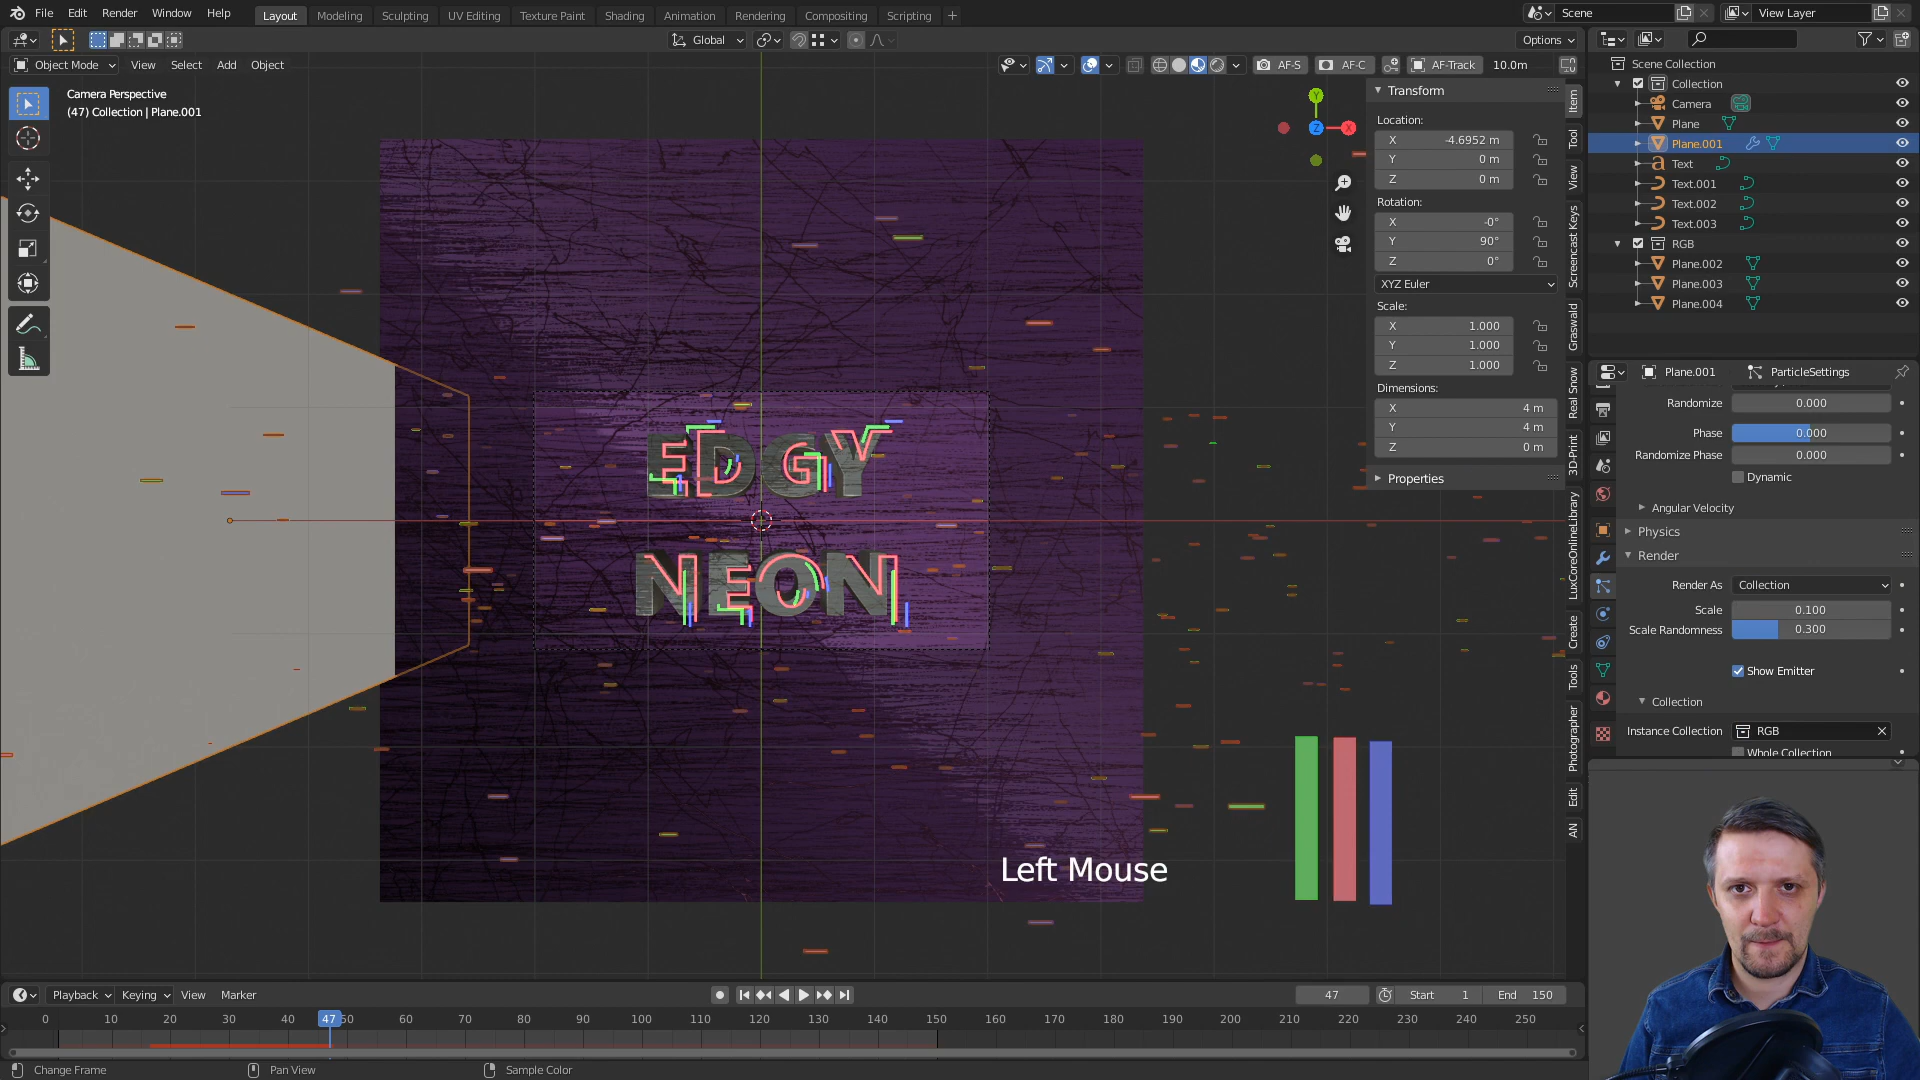 File Edit Render Window Help Layout Modeling Sculpting UV Editing Texture Paint Shading Animation Rendering Compositing Scripting + Scene View Layer
Global Options
Object Mode View Select Add Object AF-S AF-C AF-Track 10.0m
Camera Perspective
(47) Collection | Plane.001
Y
Z
X
Transform
Location:
X -4.6952 m
Y 0 m
Z 0 m
Rotation:
X -0°
Y 90°
Z 0°
XYZ Euler
Scale:
X 1.000
Y 1.000
Z 1.000
Dimensions:
X 4 m
Y 4 m
Z 0 m
Properties
Item
Tool
View
Screencast Keys
Graswald
Real Snow
3D-Print
LuxCoreOnlineLibrary
Create
Tools
Photographer
Edit
AN
Scene Collection
Collection
Camera
Plane
Plane.001
Text
Text.001
Text.002
Text.003
RGB
Plane.002
Plane.003
Plane.004
Plane.001 ParticleSettings
Randomize 0.000
Phase 0.000
Randomize Phase 0.000
Dynamic
Angular Velocity
Physics
Render
Render As Collection
Scale 0.100
Scale Randomness 0.300
Show Emitter
Collection
Instance Collection RGB
Whole Collection
EDGY
NEON
Left Mouse
Playback Keying View Marker 47 Start 1 End 150
0 10 20 30 40 47 50 60 70 80 90 100 110 120 130 140 150 160 170 180 190 200 210 220 230 240 250
Change Frame Pan View Sample Color